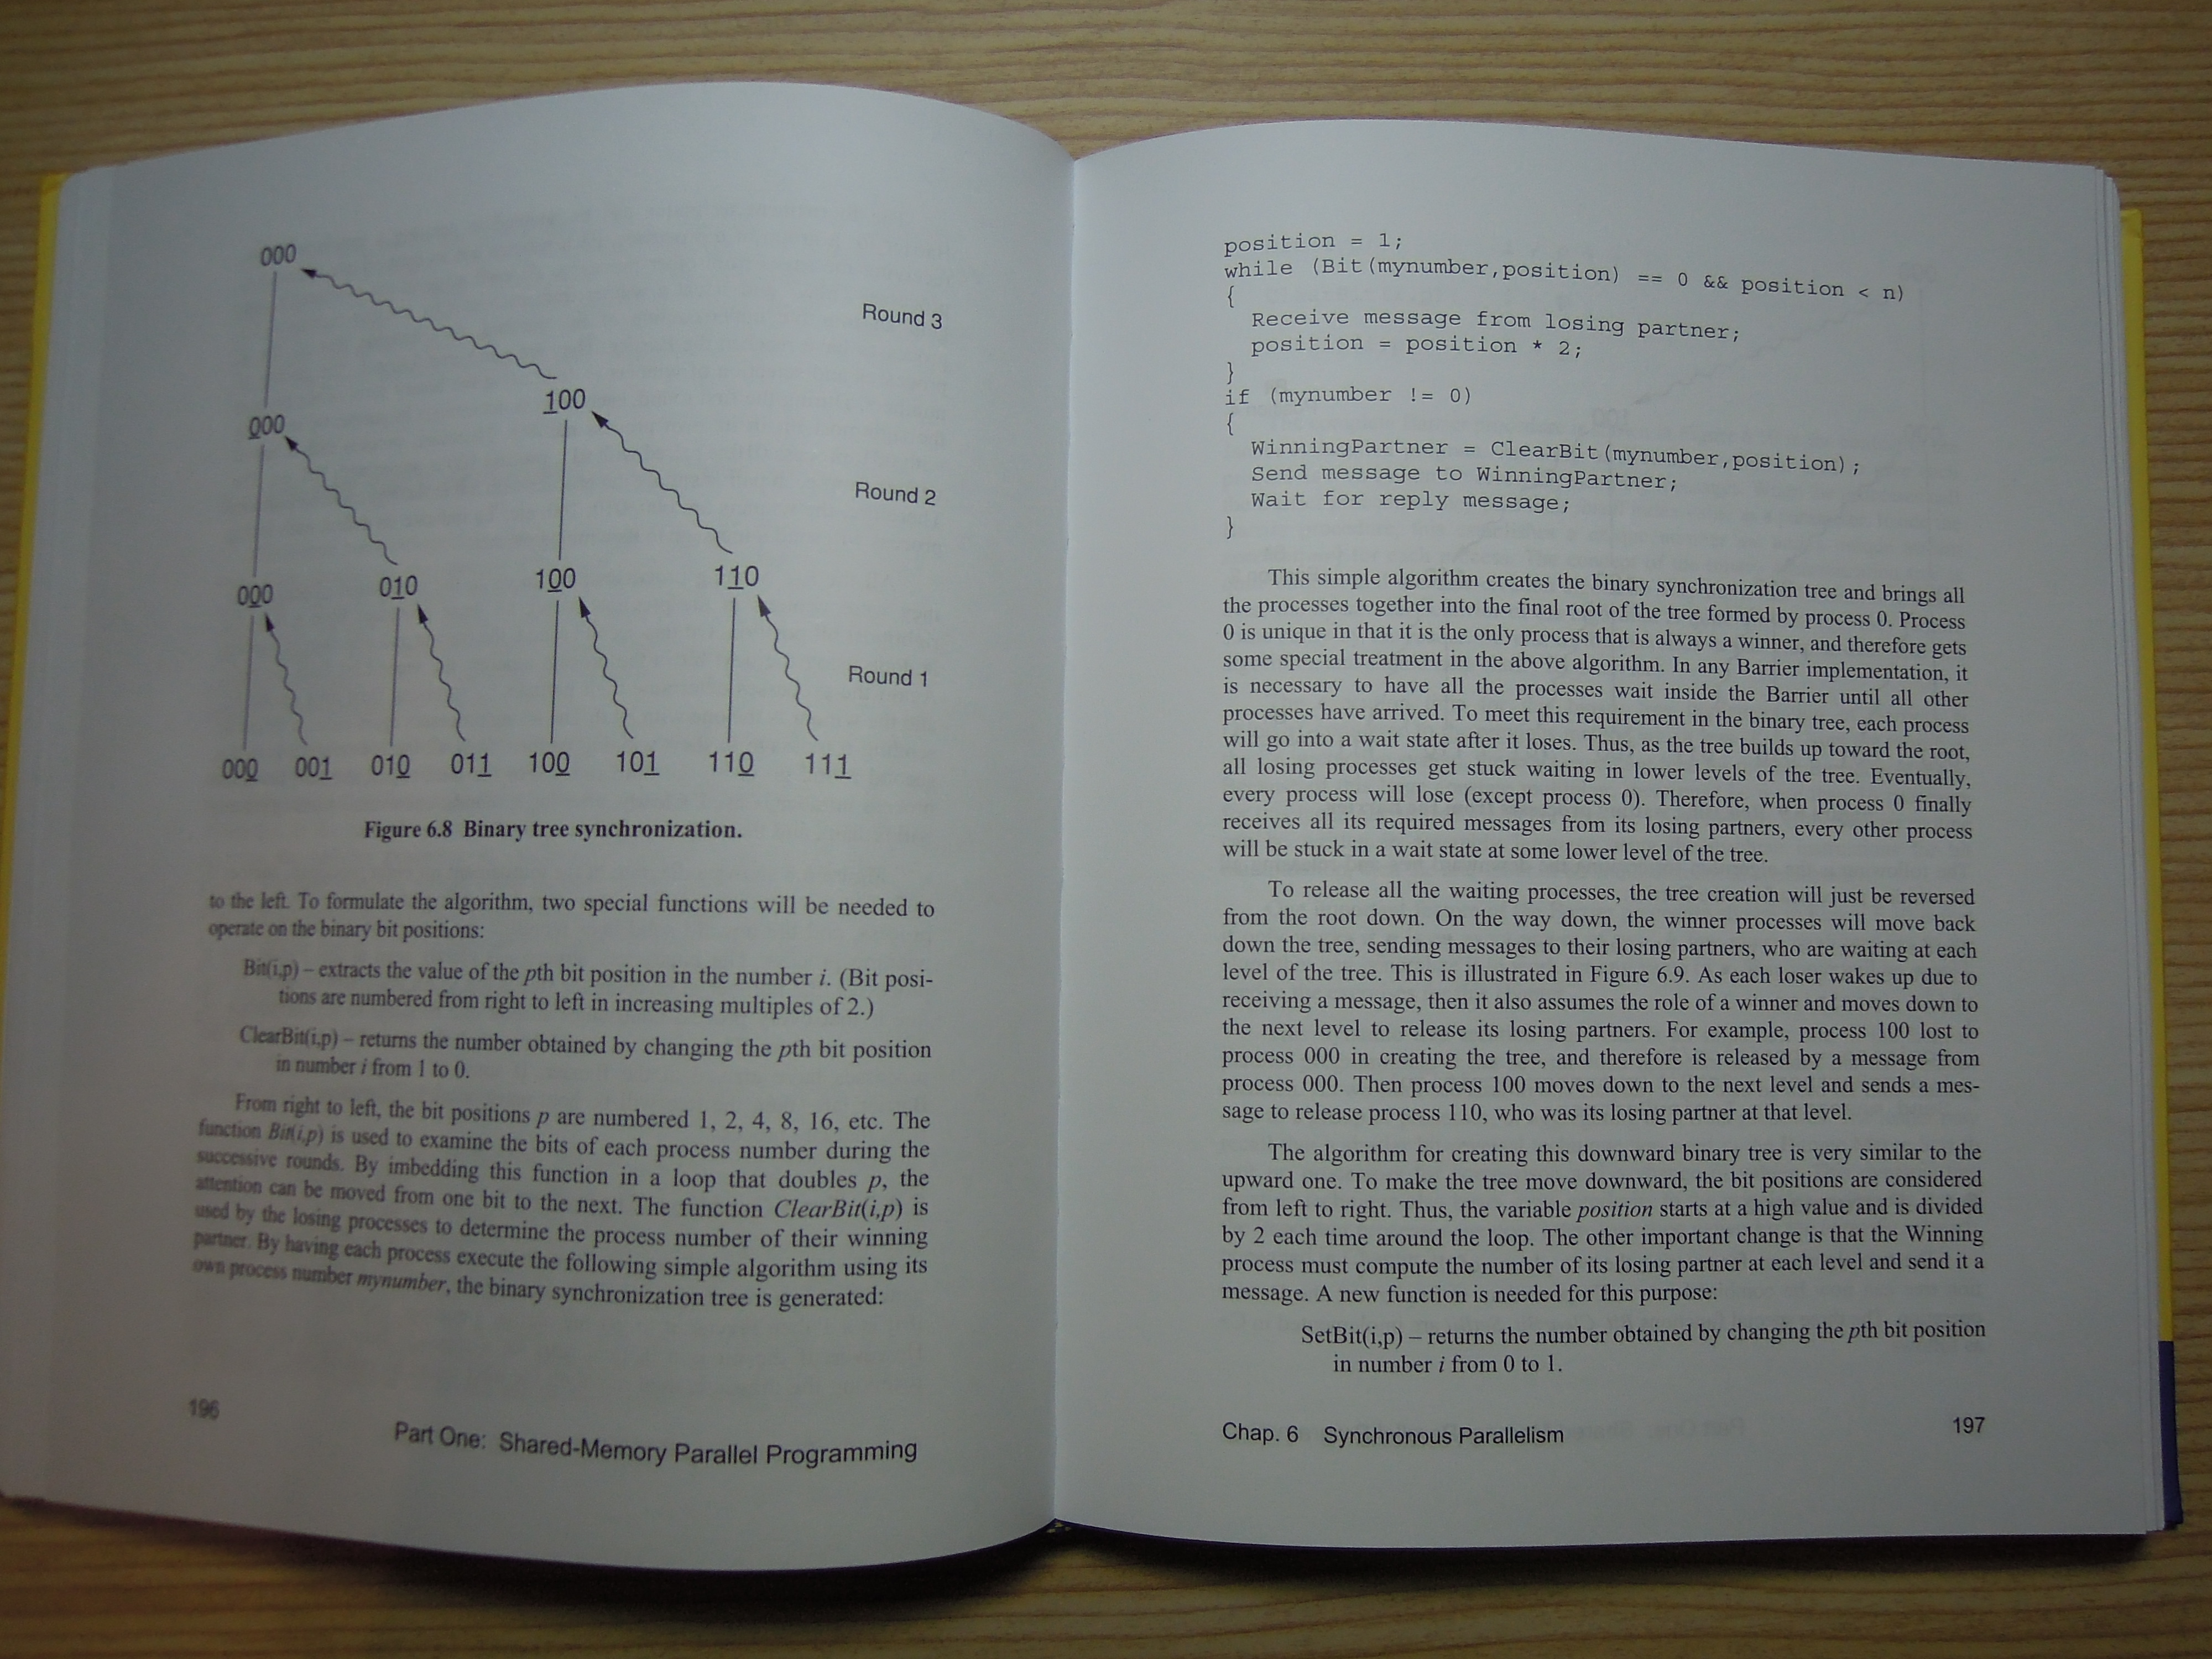 000
Round 3
100
000
Round 2
000 010 100 110
Round 1
000 001 010 011 100 101 110 111
Figure 6.8 Binary tree synchronization.
to the left. To formulate the algorithm, two special functions will be needed to
operate on the binary bit positions:
Bit(i,p) – extracts the value of the pth bit position in the number i. (Bit posi-
tions are numbered from right to left in increasing multiples of 2.)
ClearBit(i,p) – returns the number obtained by changing the pth bit position
in number i from 1 to 0.
From right to left, the bit positions p are numbered 1, 2, 4, 8, 16, etc. The
function Bit(i,p) is used to examine the bits of each process number during the
successive rounds. By imbedding this function in a loop that doubles p, the
attention can be moved from one bit to the next. The function ClearBit(i,p) is
used by the losing processes to determine the process number of their winning
partner. By having each process execute the following simple algorithm using its
own process number mynumber, the binary synchronization tree is generated:
196
Part One: Shared-Memory Parallel Programming
position = 1;
while (Bit(mynumber,position) == 0 && position < n)
{
Receive message from losing partner;
position = position * 2;
}
if (mynumber != 0)
{
WinningPartner = ClearBit(mynumber,position);
Send message to WinningPartner;
Wait for reply message;
}
This simple algorithm creates the binary synchronization tree and brings all
the processes together into the final root of the tree formed by process 0. Process
0 is unique in that it is the only process that is always a winner, and therefore gets
some special treatment in the above algorithm. In any Barrier implementation, it
is necessary to have all the processes wait inside the Barrier until all other
processes have arrived. To meet this requirement in the binary tree, each process
will go into a wait state after it loses. Thus, as the tree builds up toward the root,
all losing processes get stuck waiting in lower levels of the tree. Eventually,
every process will lose (except process 0). Therefore, when process 0 finally
receives all its required messages from its losing partners, every other process
will be stuck in a wait state at some lower level of the tree.
To release all the waiting processes, the tree creation will just be reversed
from the root down. On the way down, the winner processes will move back
down the tree, sending messages to their losing partners, who are waiting at each
level of the tree. This is illustrated in Figure 6.9. As each loser wakes up due to
receiving a message, then it also assumes the role of a winner and moves down to
the next level to release its losing partners. For example, process 100 lost to
process 000 in creating the tree, and therefore is released by a message from
process 000. Then process 100 moves down to the next level and sends a mes-
sage to release process 110, who was its losing partner at that level.
The algorithm for creating this downward binary tree is very similar to the
upward one. To make the tree move downward, the bit positions are considered
from left to right. Thus, the variable position starts at a high value and is divided
by 2 each time around the loop. The other important change is that the Winning
process must compute the number of its losing partner at each level and send it a
message. A new function is needed for this purpose:
SetBit(i,p) – returns the number obtained by changing the pth bit position
in number i from 0 to 1.
Chap. 6 Synchronous Parallelism
197